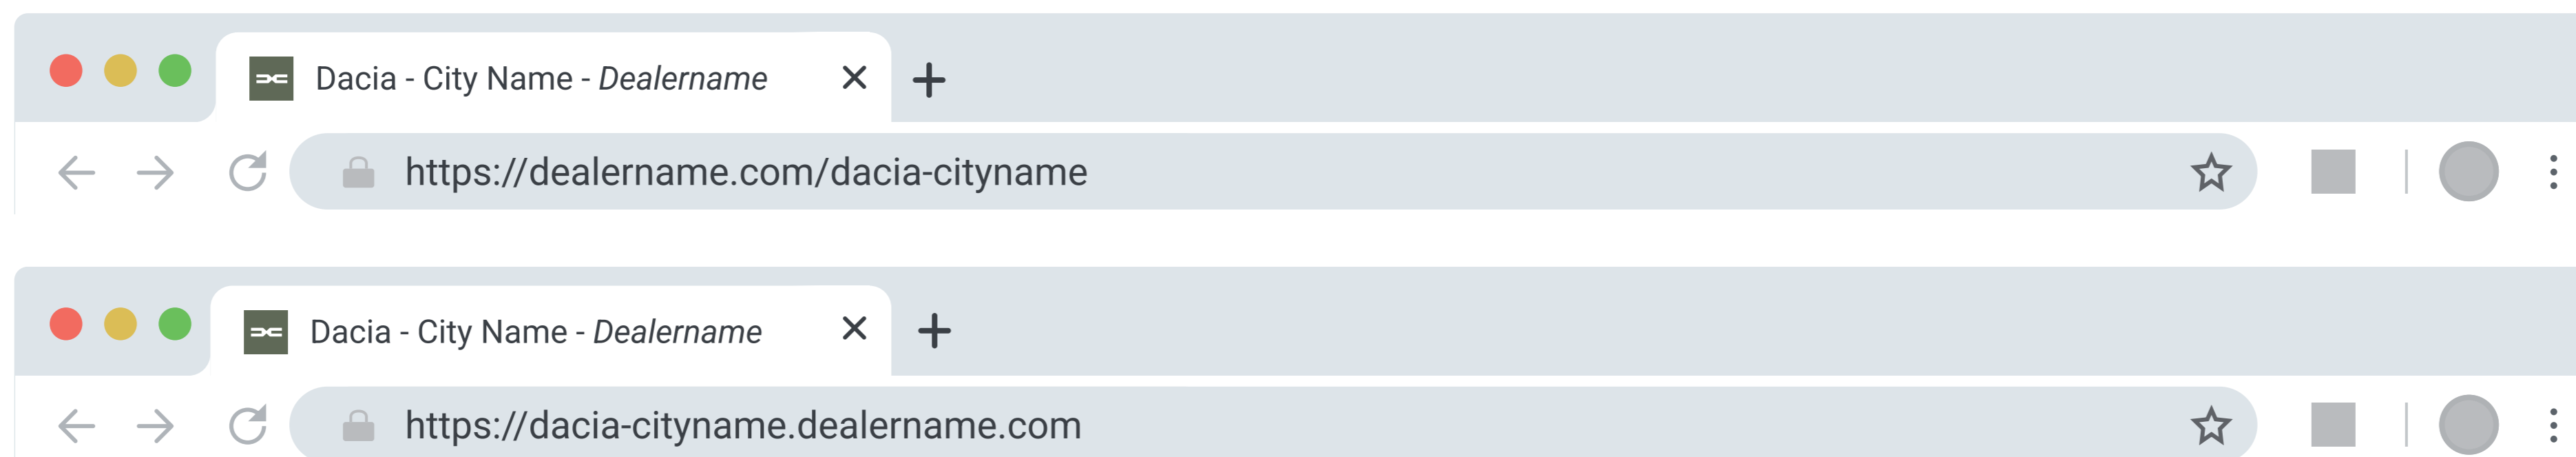 Dacia - City Name - Dealername
https://dealername.com/dacia-cityname
Dacia - City Name - Dealername
https://dacia-cityname.dealername.com